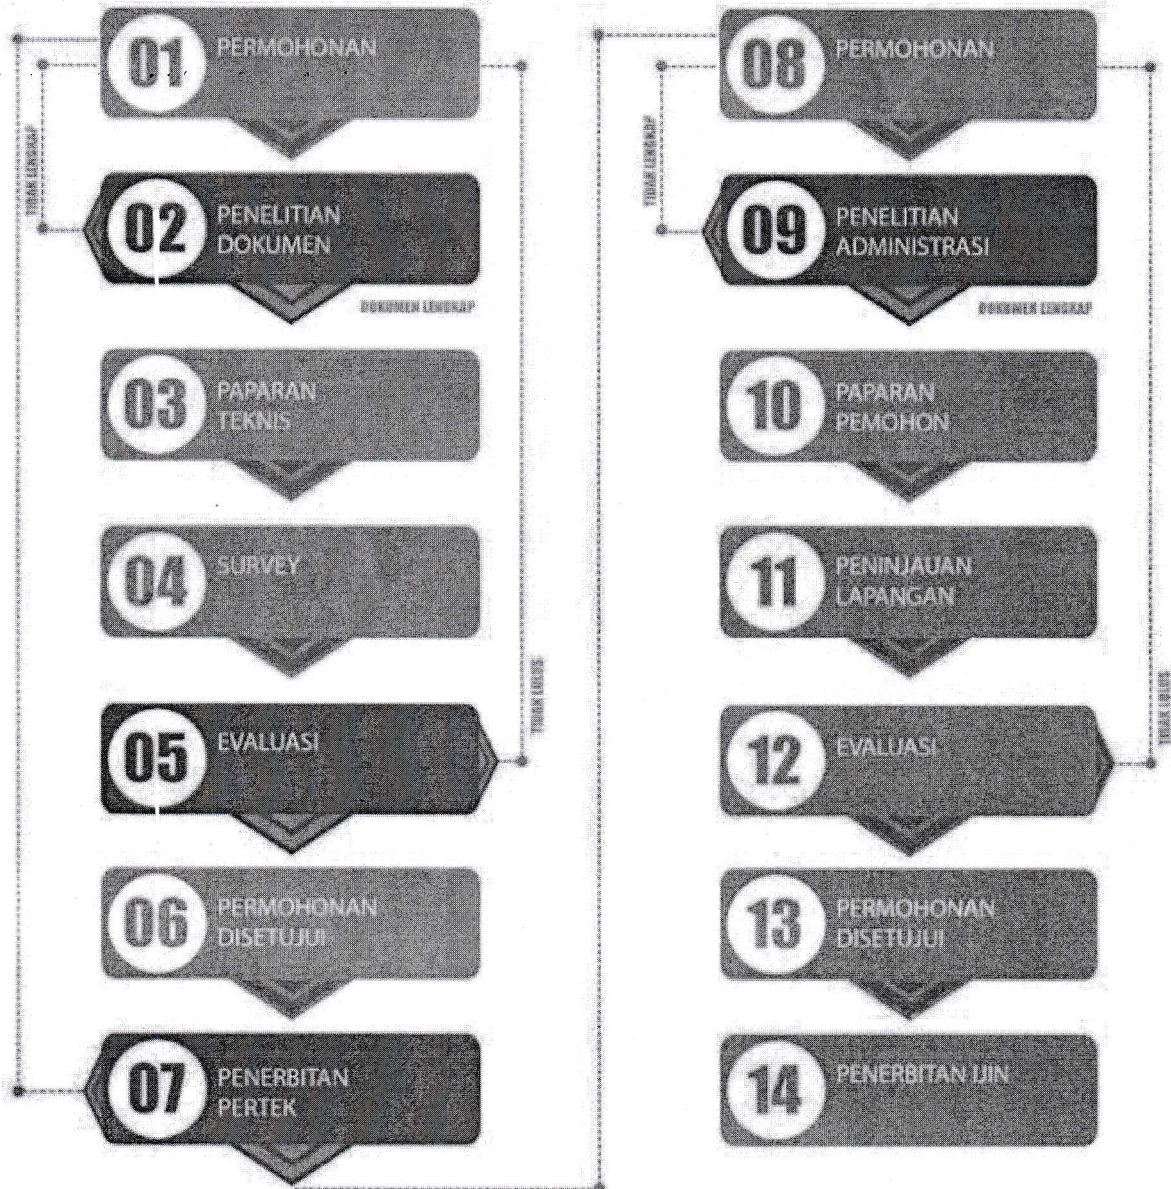 01
PERMOHONAN
TIDAK LENGKAP
02
PENELITIAN
DOKUMEN
DOKUMEN LENGKAP
03
PAPARAN
TEKNIS
04
SURVEY
TIDAK LULUS
05
EVALUASI
06
PERMOHONAN
DISETUJUI
07
PENERBITAN
PERTEK
08
PERMOHONAN
TIDAK LENGKAP
09
PENELITIAN
ADMINISTRASI
DOKUMEN LENGKAP
10
PAPARAN
PEMOHON
11
PENINJAUAN
LAPANGAN
TIDAK LULUS
12
EVALUASI
13
PERMOHONAN
DISETUJUI
14
PENERBITAN IJIN